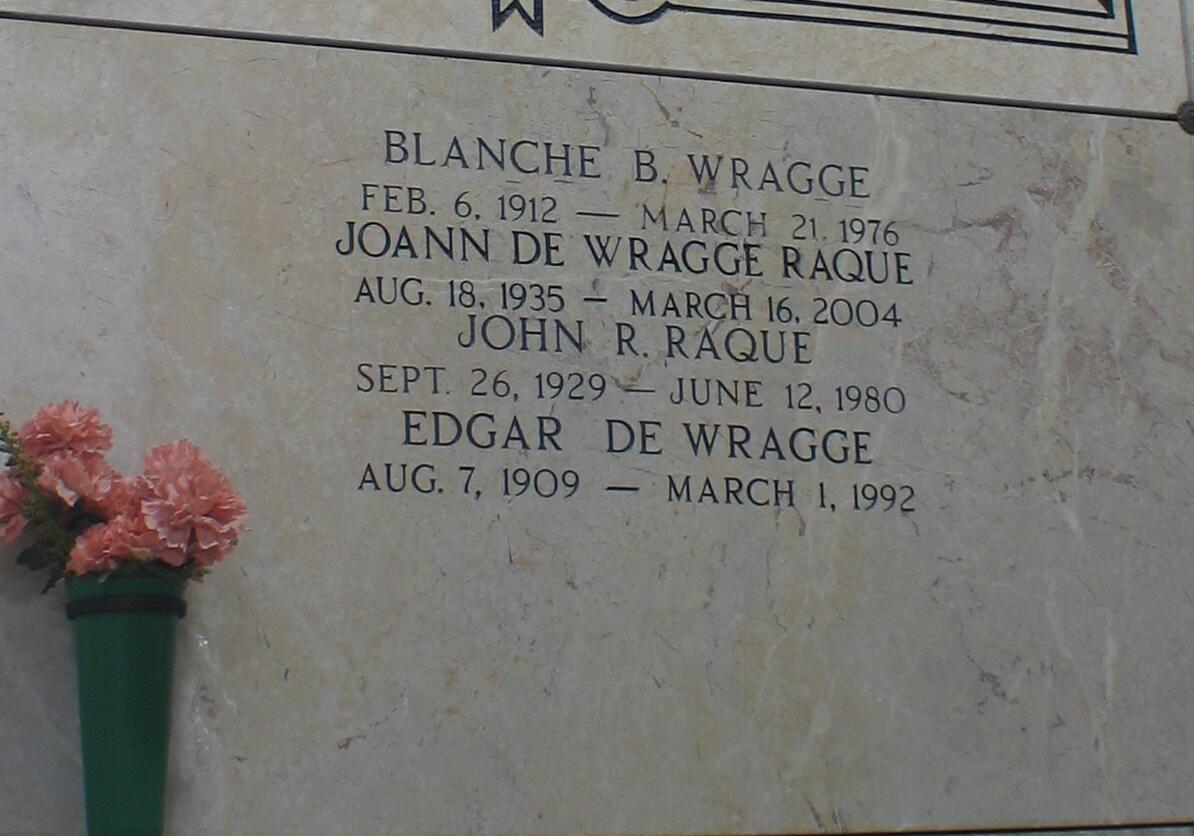 BLANCHE B. WRAGGE
FEB. 6, 1912 — MARCH 21, 1976
JOANN DE WRAGGE RAQUE
AUG. 18, 1935 — MARCH 16, 2004
JOHN R. RAQUE
SEPT. 26, 1929 — JUNE 12, 1980
EDGAR DE WRAGGE
AUG. 7, 1909 — MARCH 1, 1992